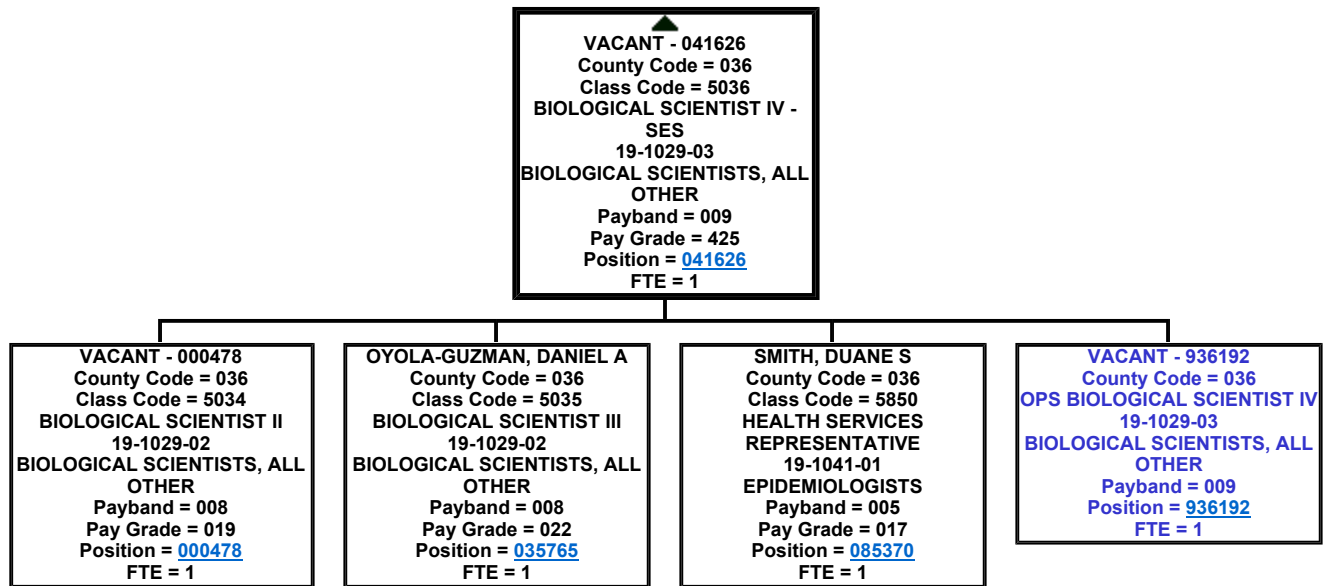 VACANT - 041626
County Code = 036
Class Code = 5036
BIOLOGICAL SCIENTIST IV -
SES
19-1029-03
BIOLOGICAL SCIENTISTS, ALL
OTHER
Payband = 009
Pay Grade = 425
Position = 041626
FTE = 1
VACANT - 000478
County Code = 036
Class Code = 5034
BIOLOGICAL SCIENTIST II
19-1029-02
BIOLOGICAL SCIENTISTS, ALL
OTHER
Payband = 008
Pay Grade = 019
Position = 000478
FTE = 1
OYOLA-GUZMAN, DANIEL A
County Code = 036
Class Code = 5035
BIOLOGICAL SCIENTIST III
19-1029-02
BIOLOGICAL SCIENTISTS, ALL
OTHER
Payband = 008
Pay Grade = 022
Position = 035765
FTE = 1
SMITH, DUANE S
County Code = 036
Class Code = 5850
HEALTH SERVICES
REPRESENTATIVE
19-1041-01
EPIDEMIOLOGISTS
Payband = 005
Pay Grade = 017
Position = 085370
FTE = 1
VACANT - 936192
County Code = 036
OPS BIOLOGICAL SCIENTIST IV
19-1029-03
BIOLOGICAL SCIENTISTS, ALL
OTHER
Payband = 009
Position = 936192
FTE = 1